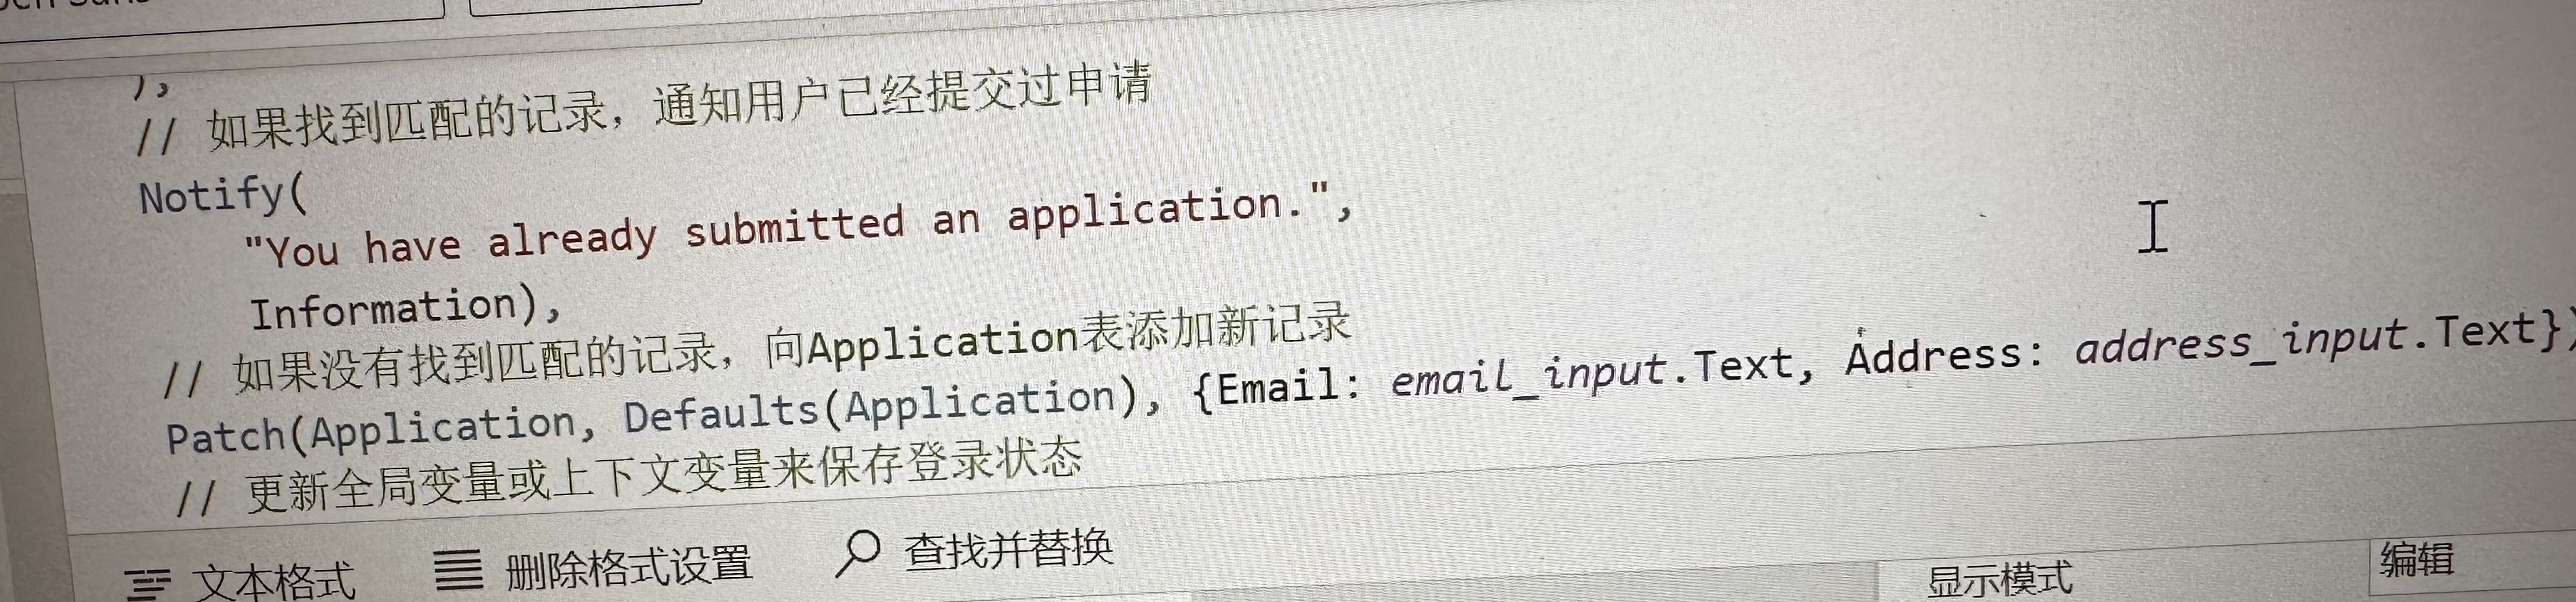 ),
// 如果找到匹配的记录，通知用户已经提交过申请
Notify(
"You have already submitted an application.",
Information),
// 如果没有找到匹配的记录，向Application表添加新记录
Patch(Application, Defaults(Application), {Email: email_input.Text, Address: address_input.Text})
// 更新全局变量或上下文变量来保存登录状态
文本格式 删除格式设置 查找并替换
显示模式 编辑